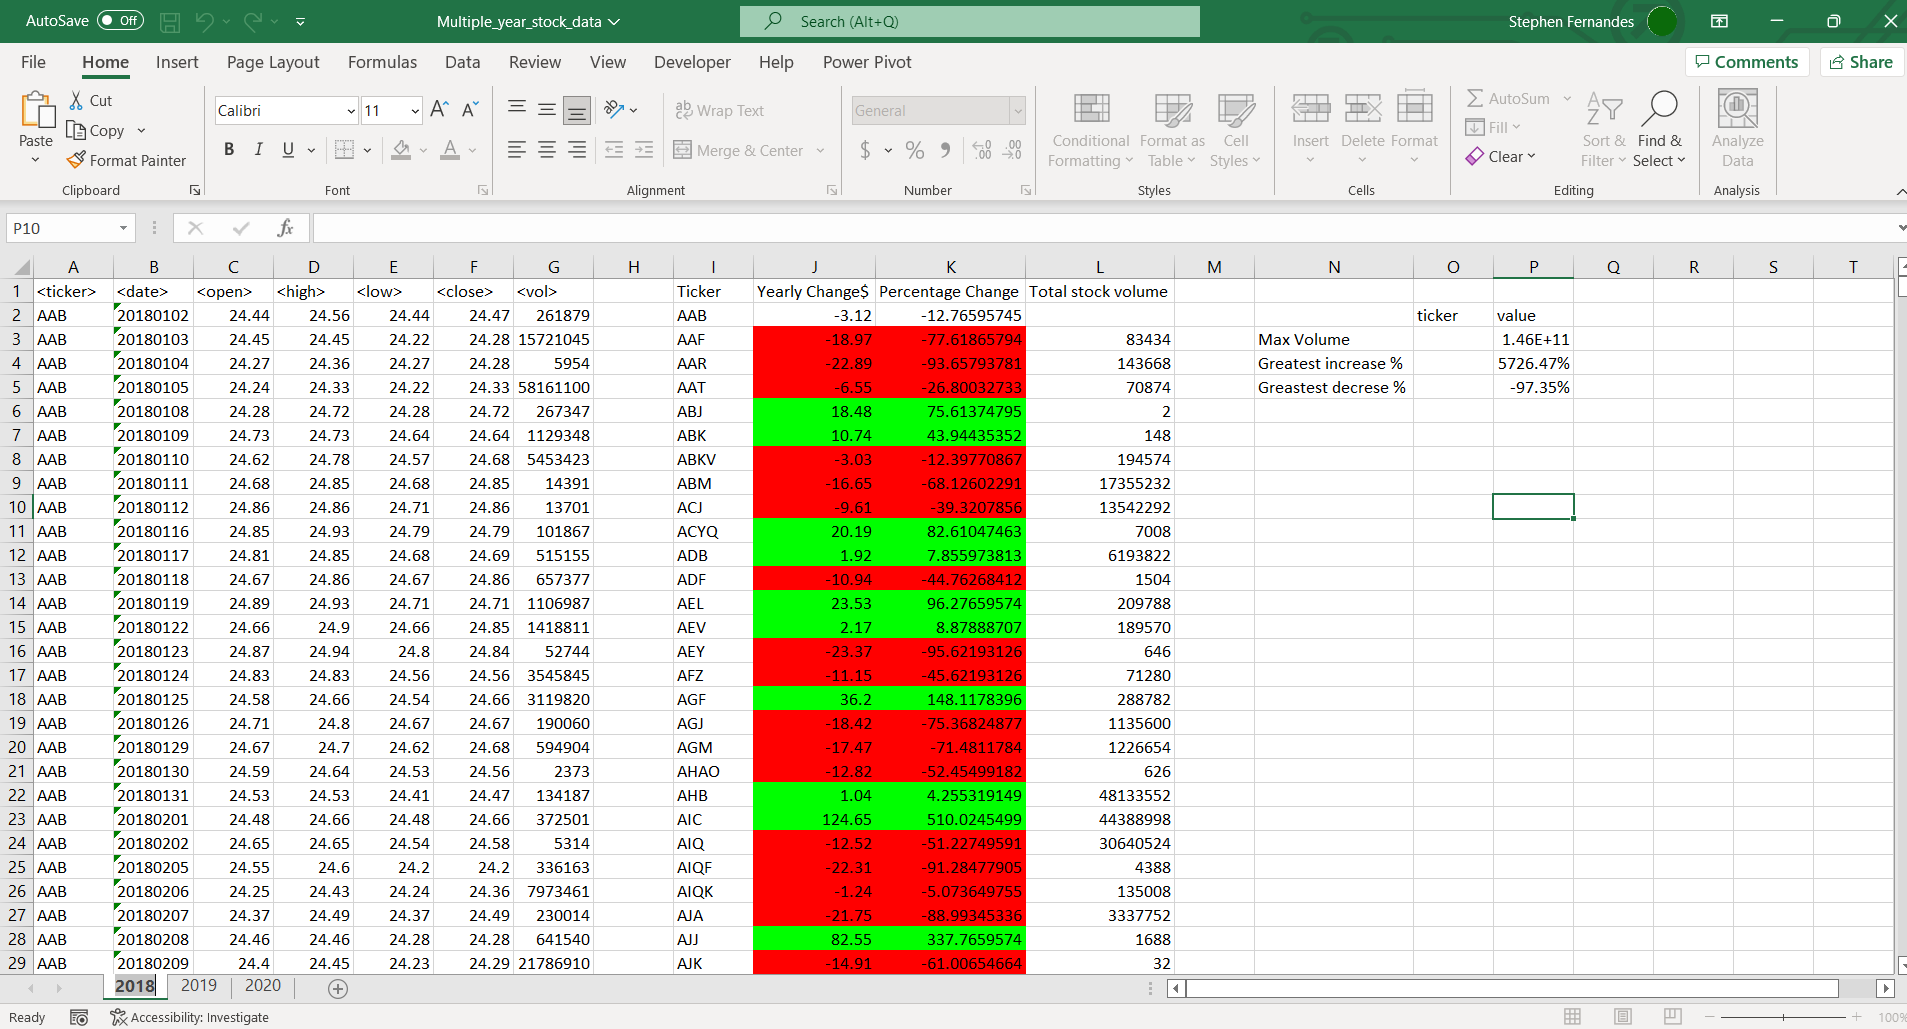 AutoSave Off Multiple_year_stock_data Search (Alt+Q) Stephen Fernandes
File Home Insert Page Layout Formulas Data Review View Developer Help Power Pivot Comments Share
Paste Cut Copy Format Painter Clipboard
Calibri 11 B I U Font
Wrap Text Merge & Center Alignment
General $ % Number
Conditional Formatting Format as Table Cell Styles Styles
Insert Delete Format Cells
AutoSum Fill Clear Sort & Filter Find & Select Editing
Analyze Data Analysis
P10 fx
A B C D E F G H I J K L M N O P Q R S T
1 <ticker> <date> <open> <high> <low> <close> <vol> Ticker Yearly Change$ Percentage Change Total stock volume
2 AAB 20180102 24.44 24.56 24.44 24.47 261879 AAB -3.12 -12.76595745 ticker value
3 AAB 20180103 24.45 24.45 24.22 24.28 15721045 AAF -18.97 -77.61865794 83434 Max Volume 1.46E+11
4 AAB 20180104 24.27 24.36 24.27 24.28 5954 AAR -22.89 -93.65793781 143668 Greatest increase % 5726.47%
5 AAB 20180105 24.24 24.33 24.22 24.33 58161100 AAT -6.55 -26.80032733 70874 Greastest decrese % -97.35%
6 AAB 20180108 24.28 24.72 24.28 24.72 267347 ABJ 18.48 75.61374795 2
7 AAB 20180109 24.73 24.73 24.64 24.64 1129348 ABK 10.74 43.94435352 148
8 AAB 20180110 24.62 24.78 24.57 24.68 5453423 ABKV -3.03 -12.39770867 194574
9 AAB 20180111 24.68 24.85 24.68 24.85 14391 ABM -16.65 -68.12602291 17355232
10 AAB 20180112 24.86 24.86 24.71 24.86 13701 ACJ -9.61 -39.3207856 13542292
11 AAB 20180116 24.85 24.93 24.79 24.79 101867 ACYQ 20.19 82.61047463 7008
12 AAB 20180117 24.81 24.85 24.68 24.69 515155 ADB 1.92 7.855973813 6193822
13 AAB 20180118 24.67 24.86 24.67 24.86 657377 ADF -10.94 -44.76268412 1504
14 AAB 20180119 24.89 24.93 24.71 24.71 1106987 AEL 23.53 96.27659574 209788
15 AAB 20180122 24.66 24.9 24.66 24.85 1418811 AEV 2.17 8.87888707 189570
16 AAB 20180123 24.87 24.94 24.8 24.84 52744 AEY -23.37 -95.62193126 646
17 AAB 20180124 24.83 24.83 24.56 24.56 3545845 AFZ -11.15 -45.62193126 71280
18 AAB 20180125 24.58 24.66 24.54 24.66 3119820 AGF 36.2 148.1178396 288782
19 AAB 20180126 24.71 24.8 24.67 24.67 190060 AGJ -18.42 -75.36824877 1135600
20 AAB 20180129 24.67 24.7 24.62 24.68 594904 AGM -17.47 -71.4811784 1226654
21 AAB 20180130 24.59 24.64 24.53 24.56 2373 AHAO -12.82 -52.45499182 626
22 AAB 20180131 24.53 24.53 24.41 24.47 134187 AHB 1.04 4.255319149 48133552
23 AAB 20180201 24.48 24.66 24.48 24.66 372501 AIC 124.65 510.0245499 44388998
24 AAB 20180202 24.65 24.65 24.54 24.58 5314 AIQ -12.52 -51.22749591 30640524
25 AAB 20180205 24.55 24.6 24.2 24.2 336163 AIQF -22.31 -91.28477905 4388
26 AAB 20180206 24.25 24.43 24.24 24.36 7973461 AIQK -1.24 -5.073649755 135008
27 AAB 20180207 24.37 24.49 24.37 24.49 230014 AJA -21.75 -88.99345336 3337752
28 AAB 20180208 24.46 24.46 24.28 24.28 641540 AJJ 82.55 337.7659574 1688
29 AAB 20180209 24.4 24.45 24.23 24.29 21786910 AJK -14.91 -61.00654664 32
2018 2019 2020
Ready Accessibility: Investigate 100%